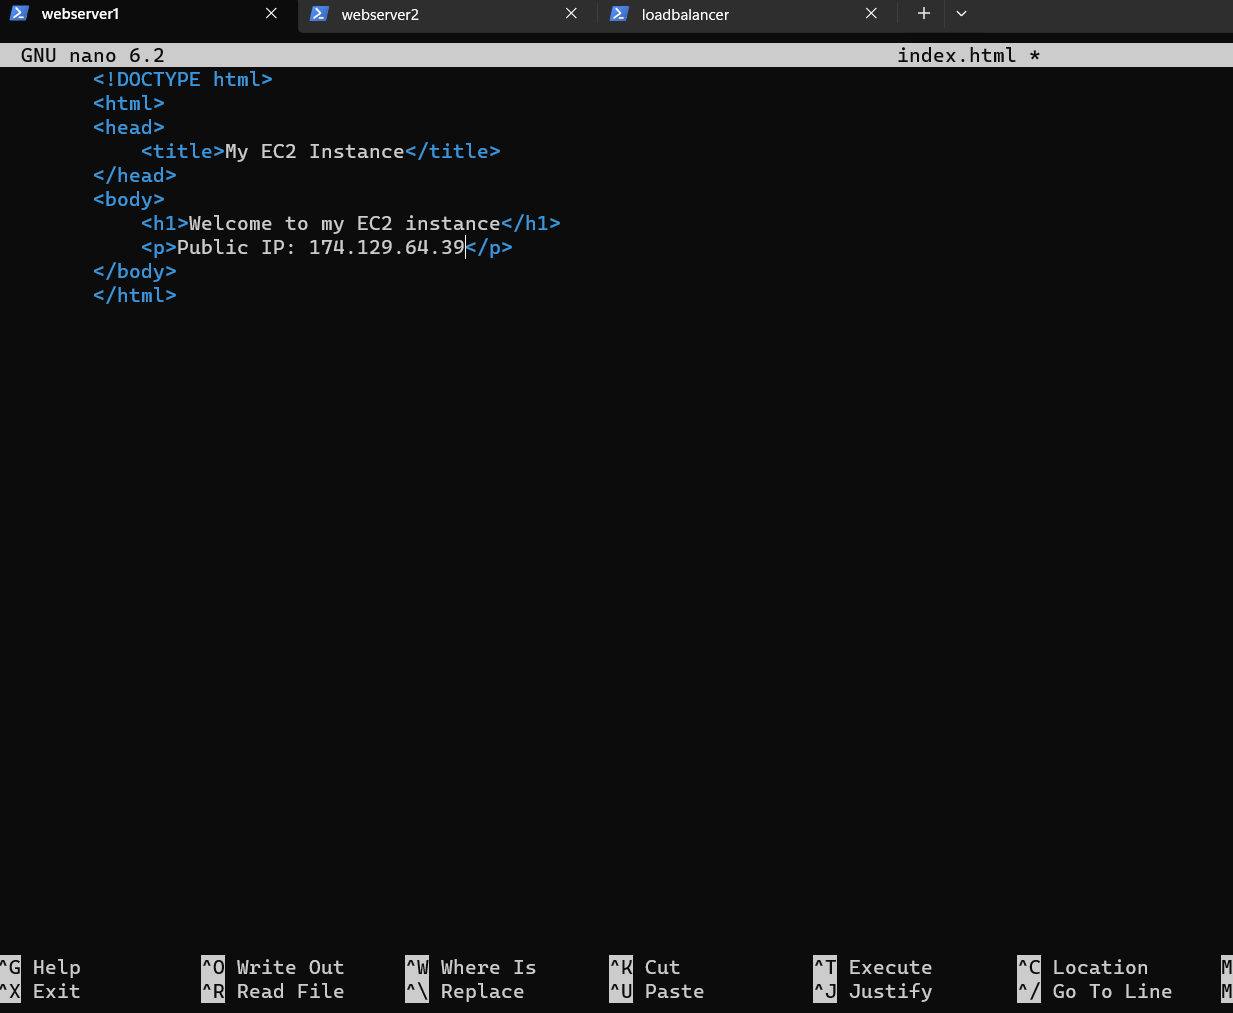 webserver1 webserver2 loadbalancer
GNU nano 6.2 index.html *
<!DOCTYPE html>
<html>
<head>
<title>My EC2 Instance</title>
</head>
<body>
<h1>Welcome to my EC2 instance</h1>
<p>Public IP: 174.129.64.39</p>
</body>
</html>
^G Help ^O Write Out ^W Where Is ^K Cut ^T Execute ^C Location M
^X Exit ^R Read File ^\ Replace ^U Paste ^J Justify ^/ Go To Line M